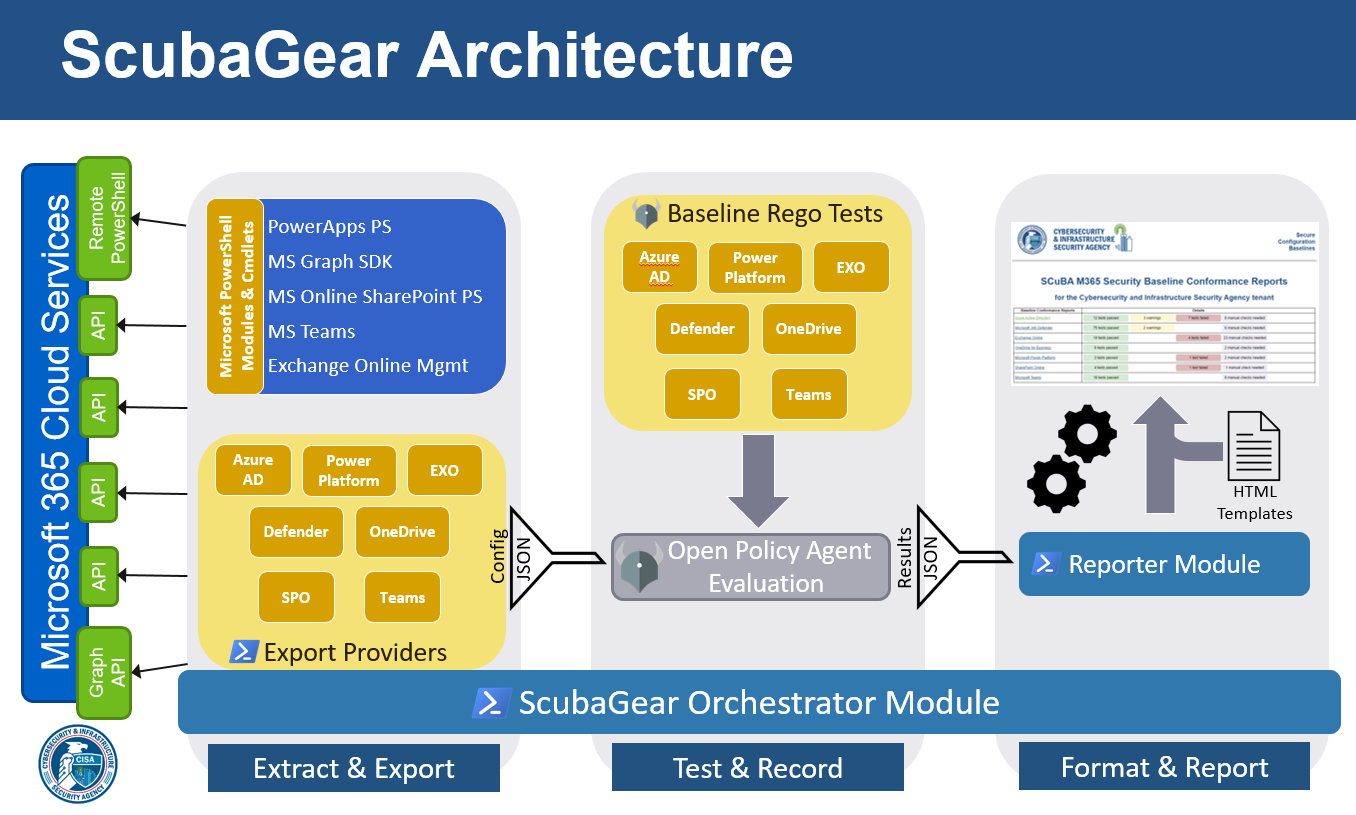 ScubaGear Architecture
Microsoft 365 Cloud Services
Remote
PowerShell
API
API
API
API
Graph
API
Microsoft PowerShell
Modules & Cmdlets
PowerApps PS
MS Graph SDK
MS Online SharePoint PS
MS Teams
Exchange Online Mgmt
Azure
AD
Power
Platform
EXO
Defender
OneDrive
SPO
Teams
Export Providers
Config
JSON
Baseline Rego Tests
Azure
AD
Power
Platform
EXO
Defender
OneDrive
SPO
Teams
Open Policy Agent
Evaluation
Results
JSON
CYBERSECURITY
& INFRASTRUCTURE
SECURITY AGENCY
Secure
Configuration
Baselines
SCuBA M365 Security Baseline Conformance Reports
for the Cybersecurity and Infrastructure Security Agency tenant
Baseline Conformance Reports
Details
HTML
Templates
Reporter Module
ScubaGear Orchestrator Module
Extract & Export
Test & Record
Format & Report
CYBERSECURITY & INFRASTRUCTURE
CISA
SECURITY AGENCY